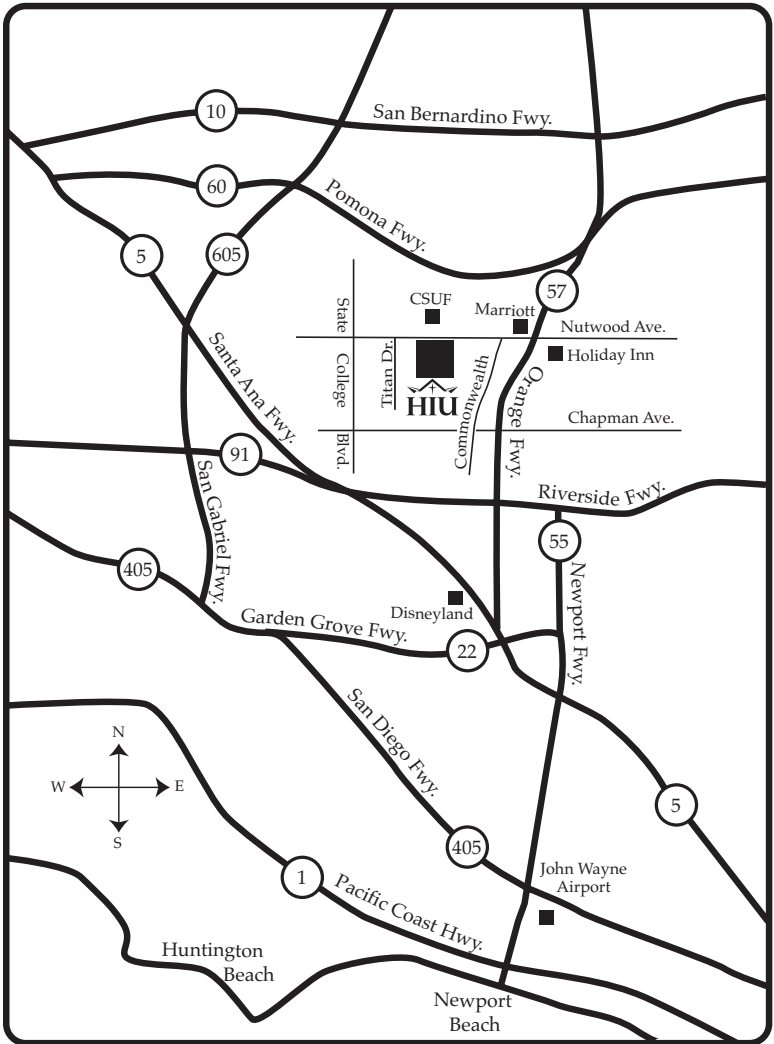 10
San Bernardino Fwy.
60
Pomona Fwy.
5
605
57
State
College
Blvd.
CSUF
Marriott
Nutwood Ave.
Titan Dr.
Holiday Inn
HIU
Commonwealth
Orange Fwy.
Chapman Ave.
Santa Ana Fwy.
91
San Gabriel Fwy.
Riverside Fwy.
55
Newport Fwy.
405
Disneyland
Garden Grove Fwy.
22
San Diego Fwy.
N
W
E
S
5
405
John Wayne
Airport
1
Pacific Coast Hwy.
Huntington
Beach
Newport
Beach